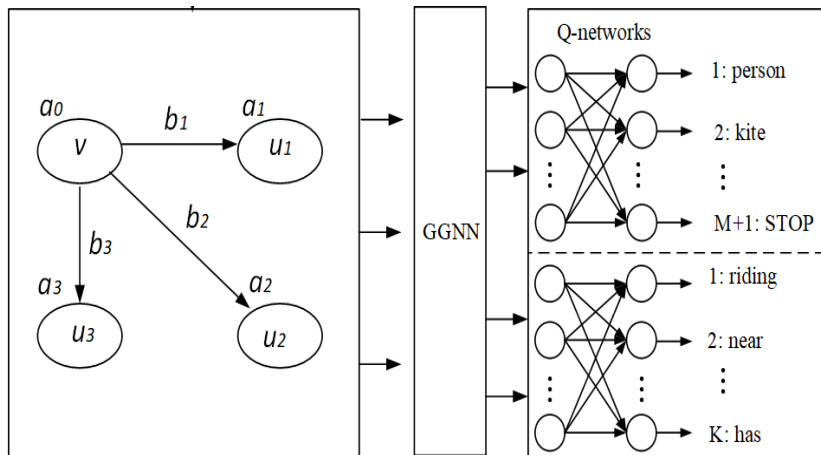 a0
v
b1
a1
u1
b2
b3
a3
u3
a2
u2
GGNN
Q-networks
1: person
2: kite
M+1: STOP
1: riding
2: near
K: has